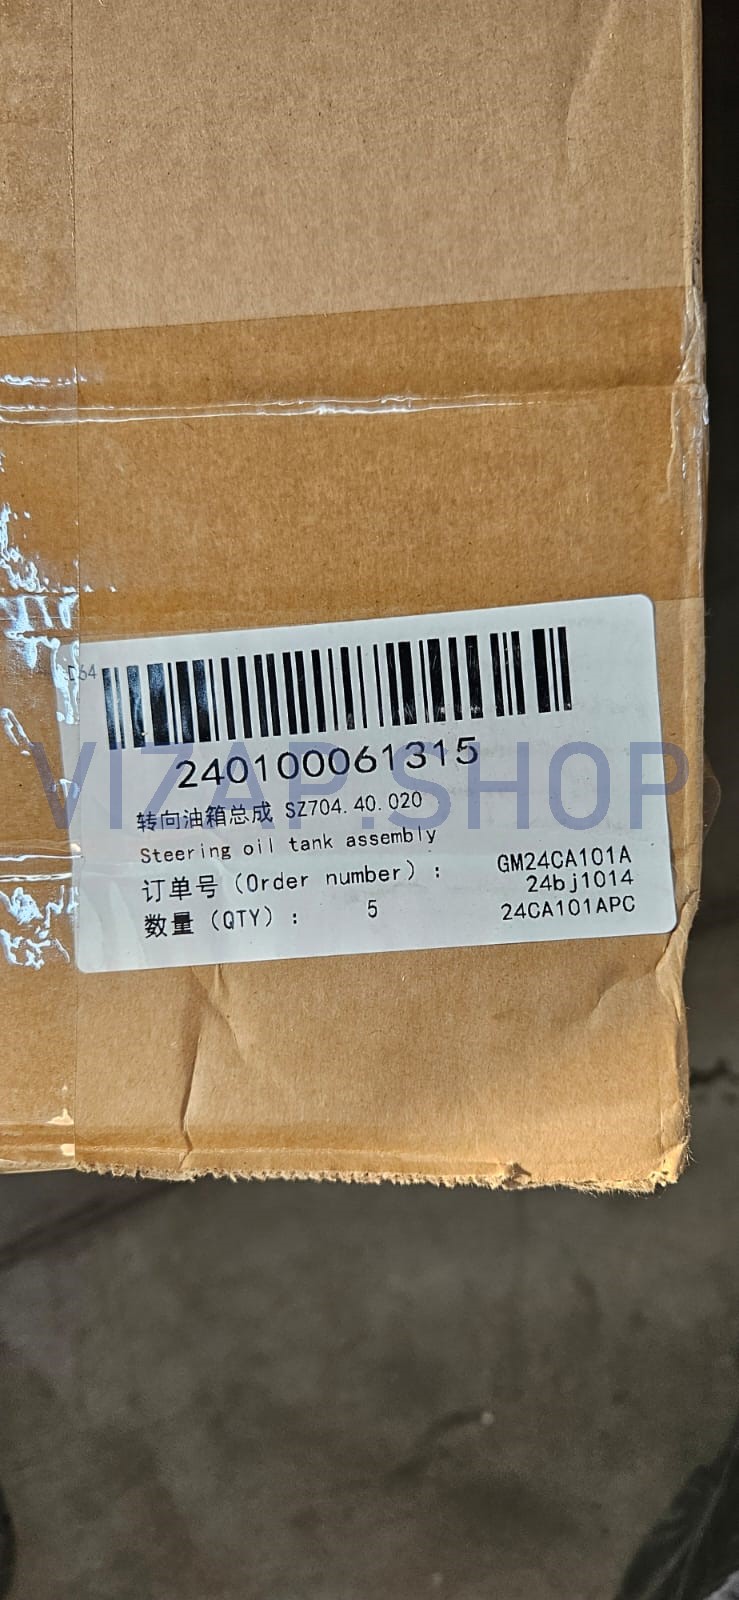 240100061315
转向油箱总成 SZ704.40.020
Steering oil tank assembly
订单号 (Order number) : GM24CA101A
24bj1014
数量 (QTY) : 5 24CA101APC
VIZAP.SHOP